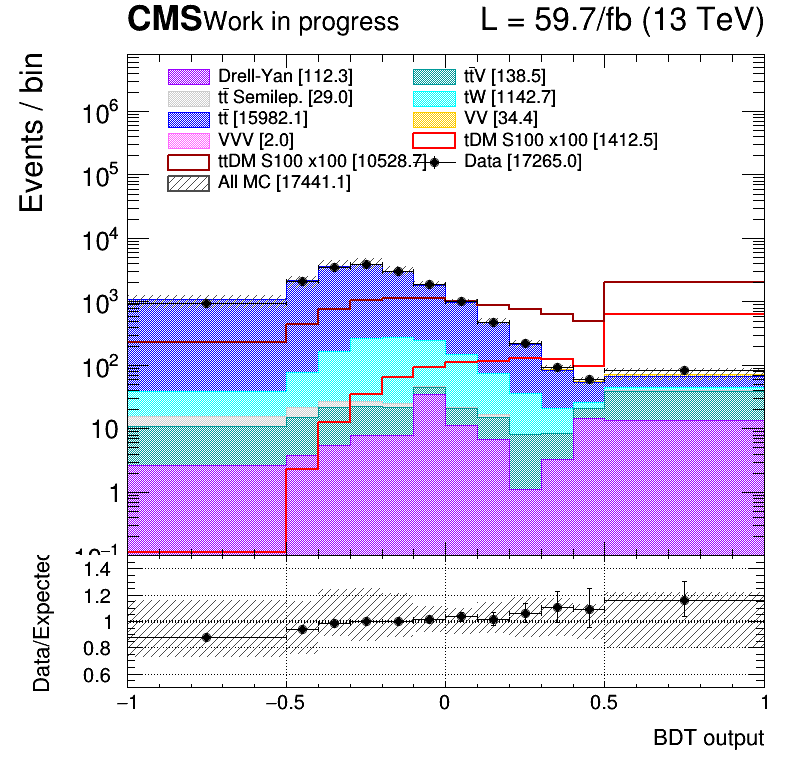 CMS Work in progress L = 59.7/fb (13 TeV)
Events / bin
Drell-Yan [112.3] tt̄V [138.5]
tt̄ Semilep. [29.0] tW [1142.7]
tt̄ [15982.1] VV [34.4]
VVV [2.0] tDM S100 x100 [1412.5]
ttDM S100 x100 [10528.7] Data [17265.0]
All MC [17441.1]
10⁶
10⁵
10⁴
10³
10²
10
1
10⁻¹
Data/Expected
1.4
1.2
1
0.8
0.6
−1 −0.5 0 0.5 1
BDT output